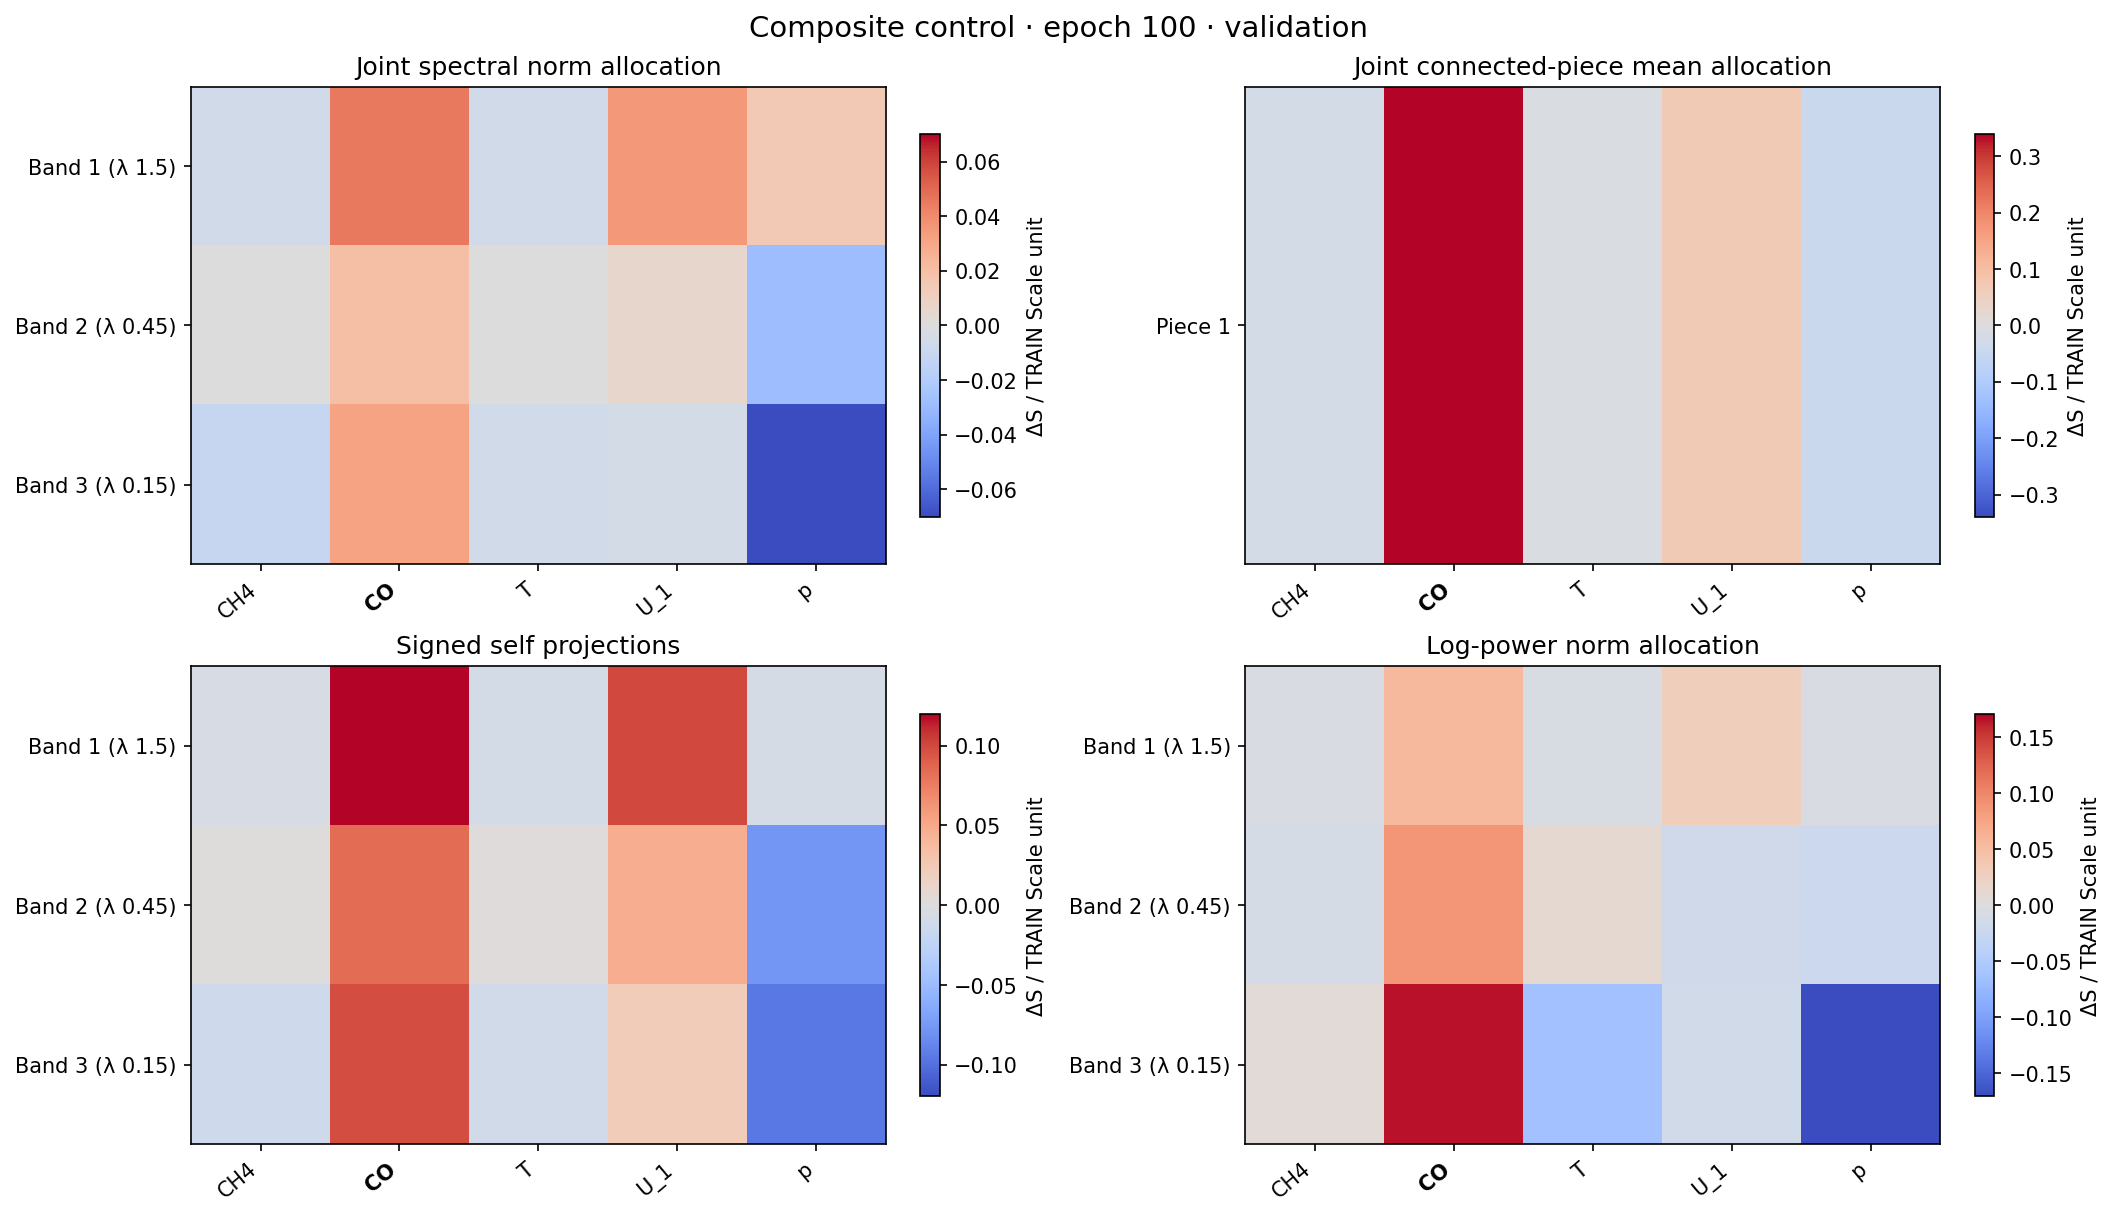 Composite control · epoch 100 · validation
Joint spectral norm allocation
Band 1 (λ 1.5)
Band 2 (λ 0.45)
Band 3 (λ 0.15)
CH4
CO
T
U_1
p
0.06
0.04
0.02
0.00
−0.02
−0.04
−0.06
ΔS / TRAIN Scale unit
Joint connected-piece mean allocation
Piece 1
CH4
CO
T
U_1
p
0.3
0.2
0.1
0.0
−0.1
−0.2
−0.3
ΔS / TRAIN Scale unit
Signed self projections
Band 1 (λ 1.5)
Band 2 (λ 0.45)
Band 3 (λ 0.15)
CH4
CO
T
U_1
p
0.10
0.05
0.00
−0.05
−0.10
ΔS / TRAIN Scale unit
Log-power norm allocation
Band 1 (λ 1.5)
Band 2 (λ 0.45)
Band 3 (λ 0.15)
CH4
CO
T
U_1
p
0.15
0.10
0.05
0.00
−0.05
−0.10
−0.15
ΔS / TRAIN Scale unit